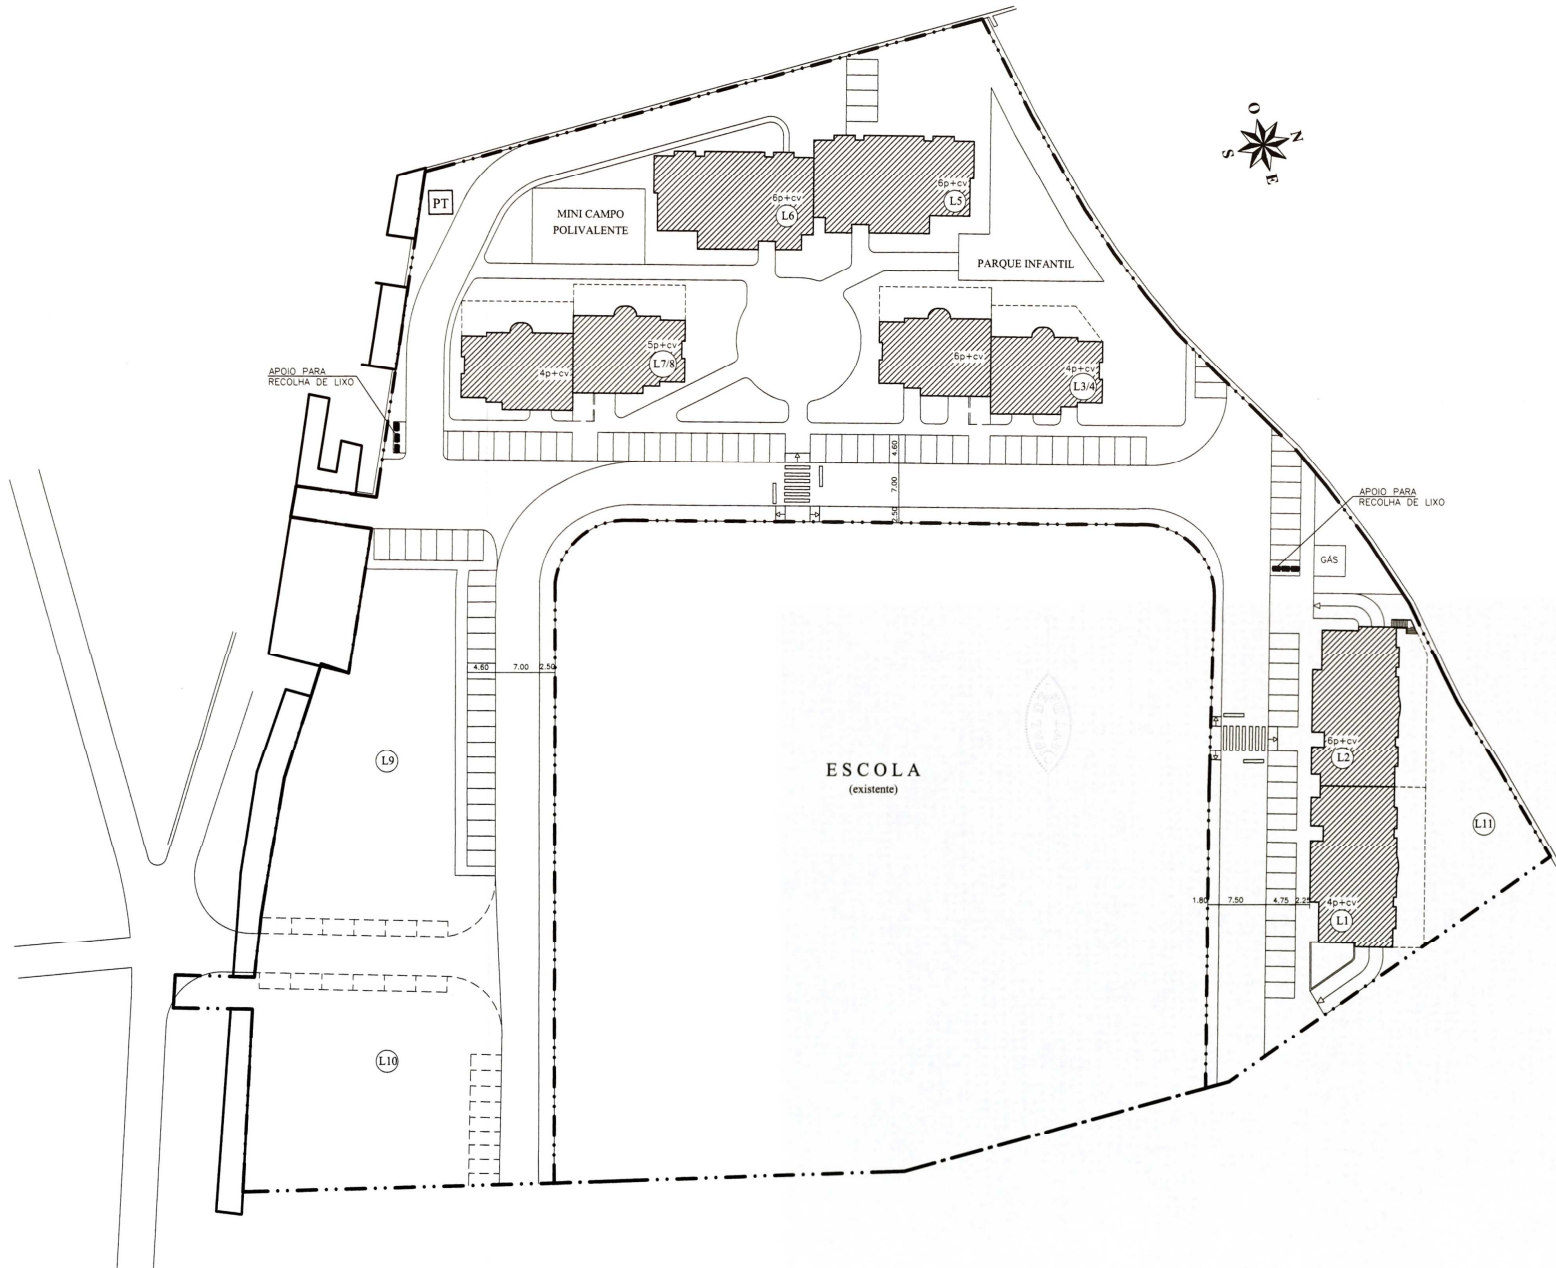 O
N
S
E
PT
MINI CAMPO
POLIVALENTE
6p+cv
L6
6p+cv
L5
PARQUE INFANTIL
4p+cv
5p+cv
L7/8
6p+cv
4p+cv
L3/4
APOIO PARA
RECOLHA DE LIXO
4.60
7.00
2.50
APOIO PARA
RECOLHA DE LIXO
GÁS
4.60
7.00
2.50
L9
ESCOLA
(existente)
6p+cv
L2
L11
1.80
7.50
4.75
2.25
4p+cv
L1
L10